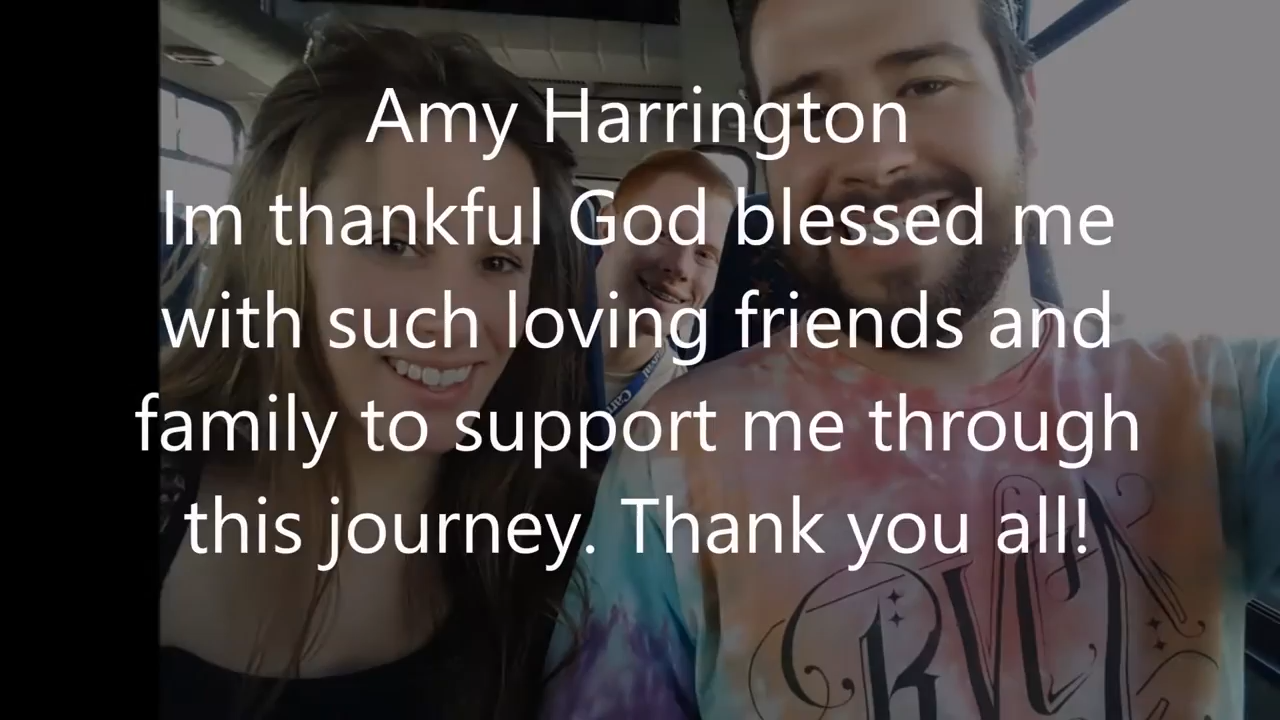 Amy Harrington
Im thankful God blessed me
with such loving friends and
family to support me through
this journey. Thank you all!